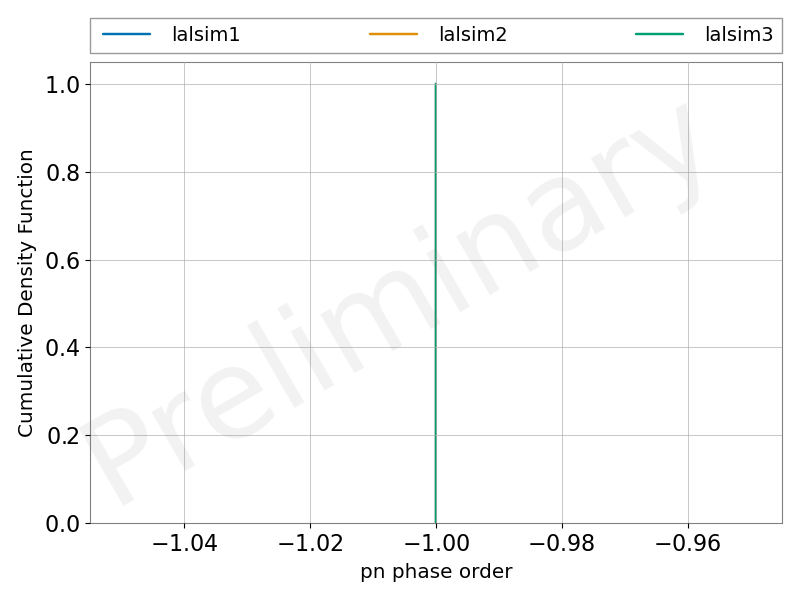 lalsim1 lalsim2 lalsim3
Cumulative Density Function
1.0
0.8
0.6
0.4
0.2
0.0
−1.04 −1.02 −1.00 −0.98 −0.96
pn phase order
Preliminary